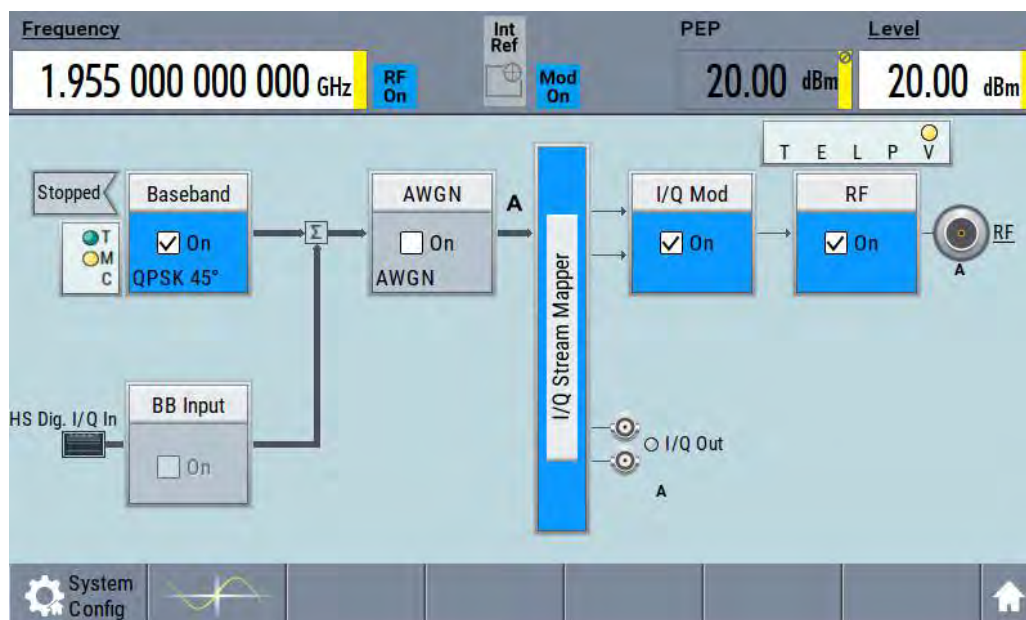 Frequency
Int
Ref
PEP
Level
1.955 000 000 000 GHz
RF
On
Mod
On
20.00 dBm
20.00 dBm
T E L P V
Stopped
Baseband
AWGN
A
I/Q Mod
RF
T
M
C
On
QPSK 45°
Σ
On
AWGN
On
On
RF
A
I/Q Stream Mapper
HS Dig. I/Q In
BB Input
On
I/Q Out
A
System
Config